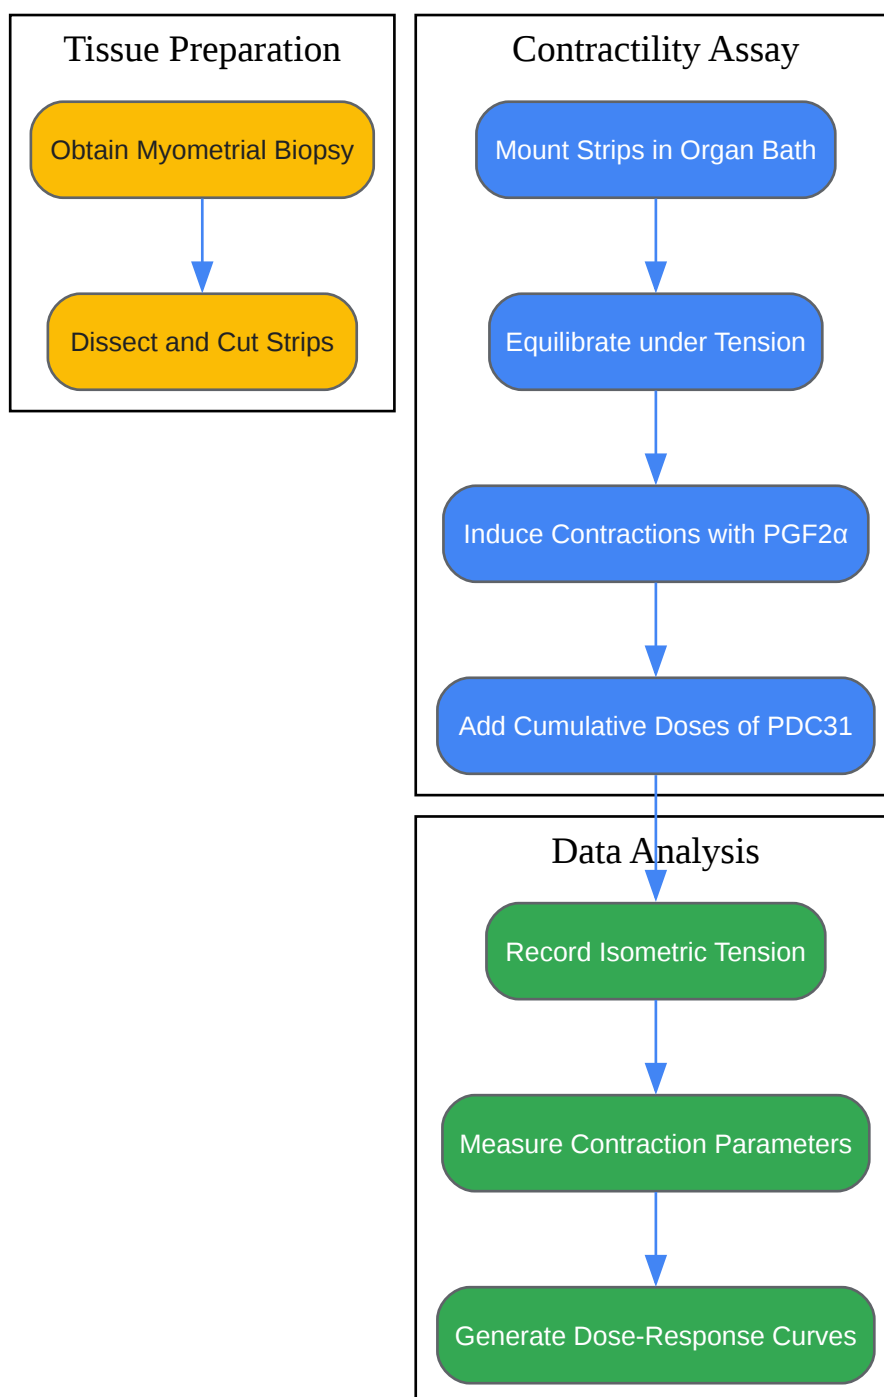 Tissue Preparation
Obtain Myometrial Biopsy
Dissect and Cut Strips
Contractility Assay
Mount Strips in Organ Bath
Equilibrate under Tension
Induce Contractions with PGF2α
Add Cumulative Doses of PDC31
Data Analysis
Record Isometric Tension
Measure Contraction Parameters
Generate Dose-Response Curves